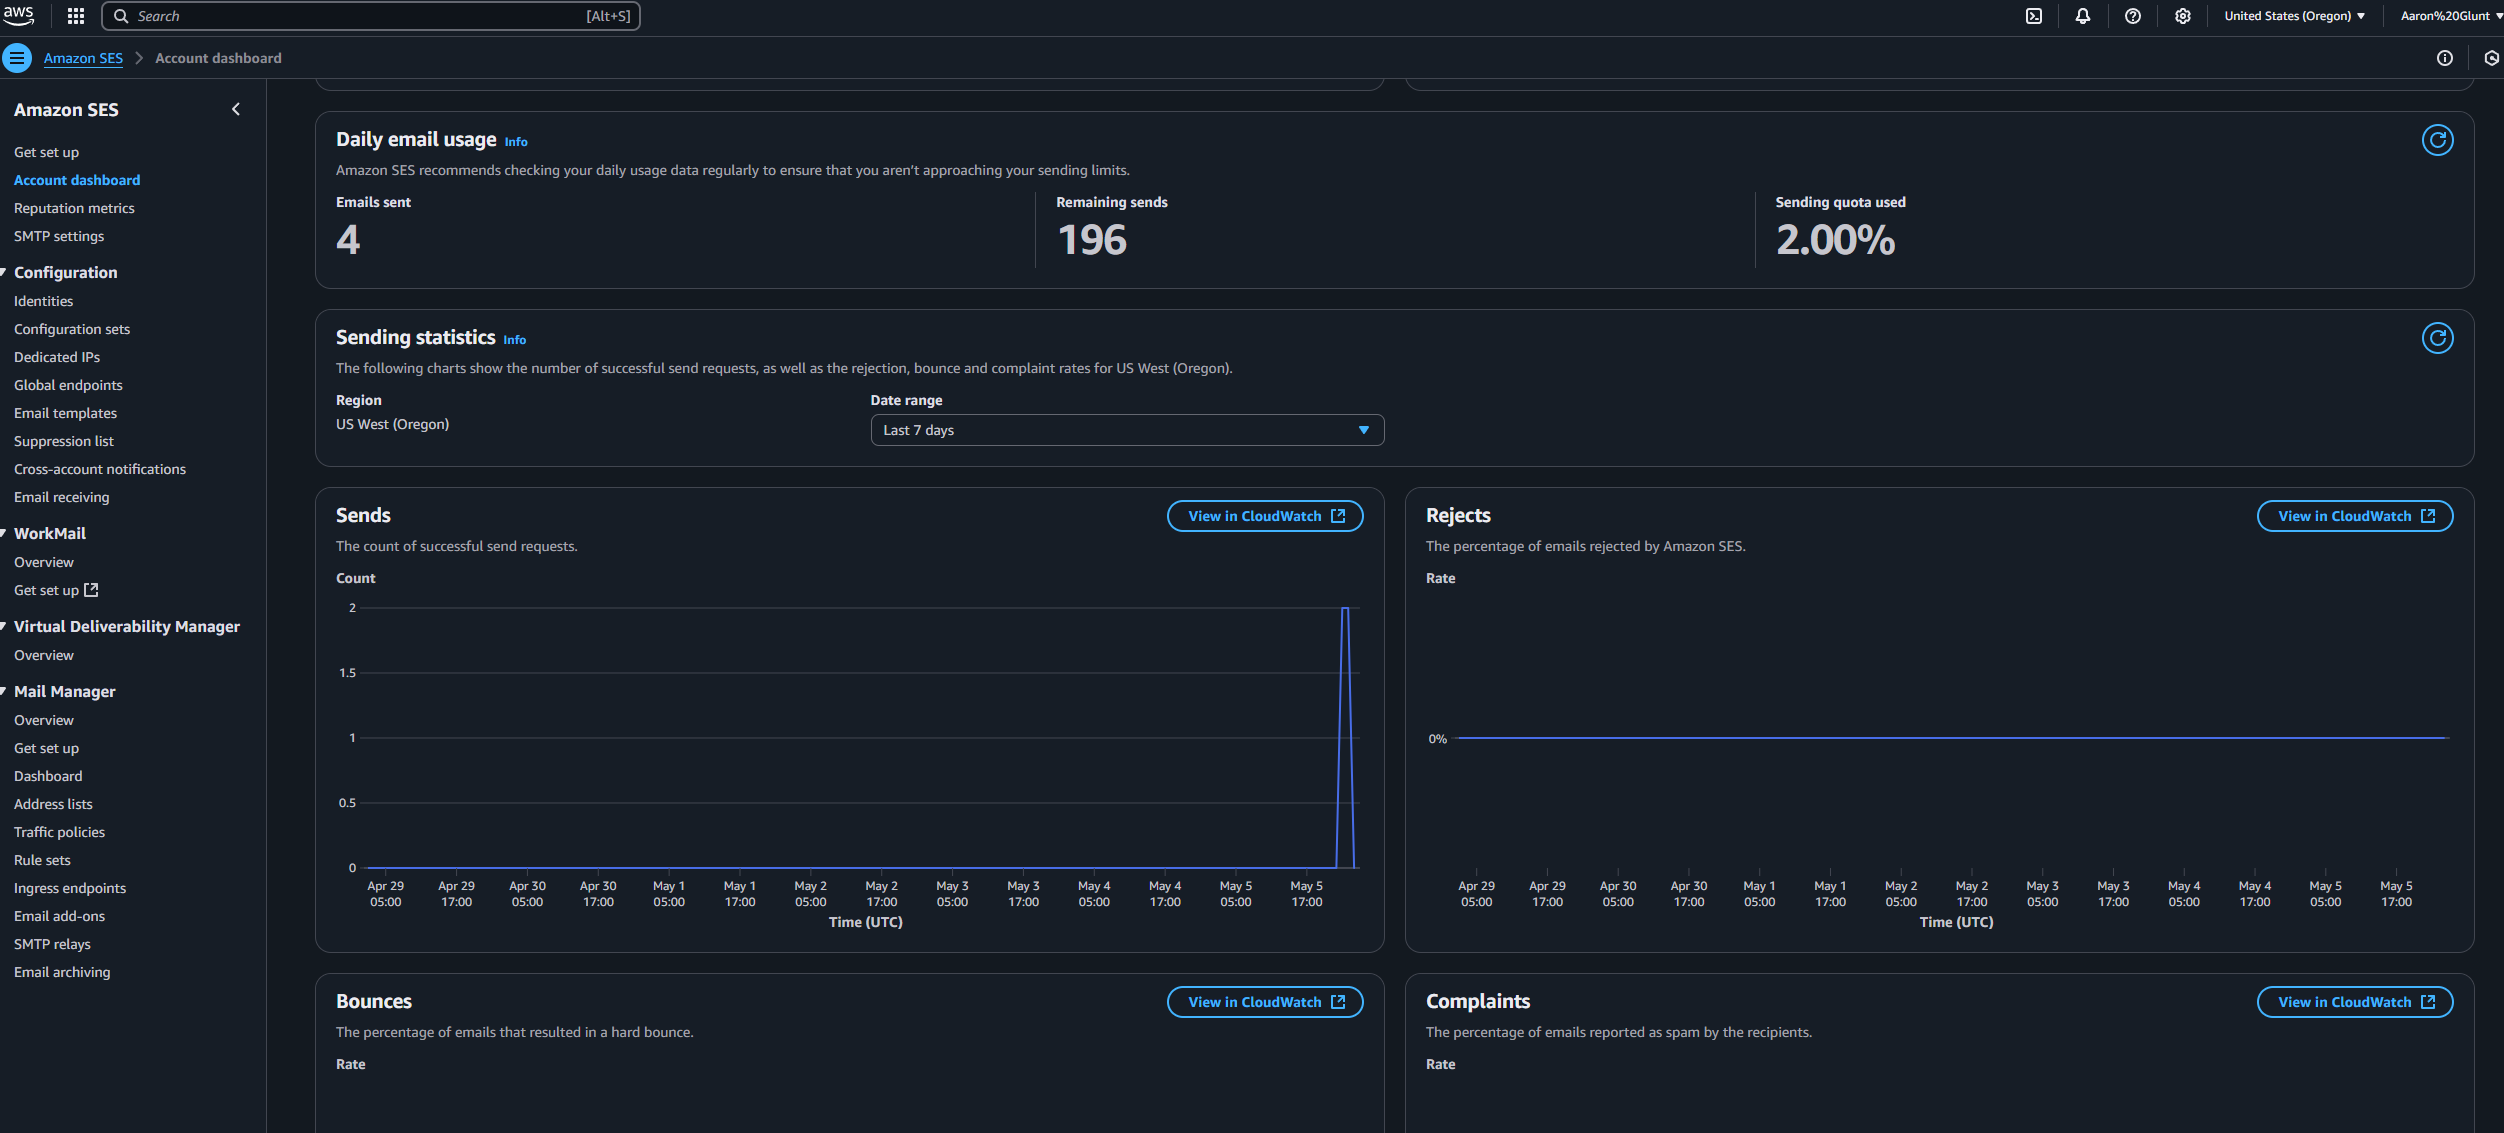 aws
Search [Alt+S]
United States (Oregon)
Aaron%20Glunt
Amazon SES
Account dashboard
Amazon SES
Get set up
Account dashboard
Reputation metrics
SMTP settings
Configuration
Identities
Configuration sets
Dedicated IPs
Global endpoints
Email templates
Suppression list
Cross-account notifications
Email receiving
WorkMail
Overview
Get set up
Virtual Deliverability Manager
Overview
Mail Manager
Overview
Get set up
Dashboard
Address lists
Traffic policies
Rule sets
Ingress endpoints
Email add-ons
SMTP relays
Email archiving
Daily email usage Info
Amazon SES recommends checking your daily usage data regularly to ensure that you aren't approaching your sending limits.
Emails sent
4
Remaining sends
196
Sending quota used
2.00%
Sending statistics Info
The following charts show the number of successful send requests, as well as the rejection, bounce and complaint rates for US West (Oregon).
Region
US West (Oregon)
Date range
Last 7 days
Sends
View in CloudWatch
The count of successful send requests.
Count
2
1.5
1
0.5
0
Apr 29 Apr 29 Apr 30 Apr 30 May 1 May 1 May 2 May 2 May 3 May 3 May 4 May 4 May 5 May 5
05:00 17:00 05:00 17:00 05:00 17:00 05:00 17:00 05:00 17:00 05:00 17:00 05:00 17:00
Time (UTC)
Rejects
View in CloudWatch
The percentage of emails rejected by Amazon SES.
Rate
0%
Apr 29 Apr 29 Apr 30 Apr 30 May 1 May 1 May 2 May 2 May 3 May 3 May 4 May 4 May 5 May 5
05:00 17:00 05:00 17:00 05:00 17:00 05:00 17:00 05:00 17:00 05:00 17:00 05:00 17:00
Time (UTC)
Bounces
View in CloudWatch
The percentage of emails that resulted in a hard bounce.
Rate
Complaints
View in CloudWatch
The percentage of emails reported as spam by the recipients.
Rate